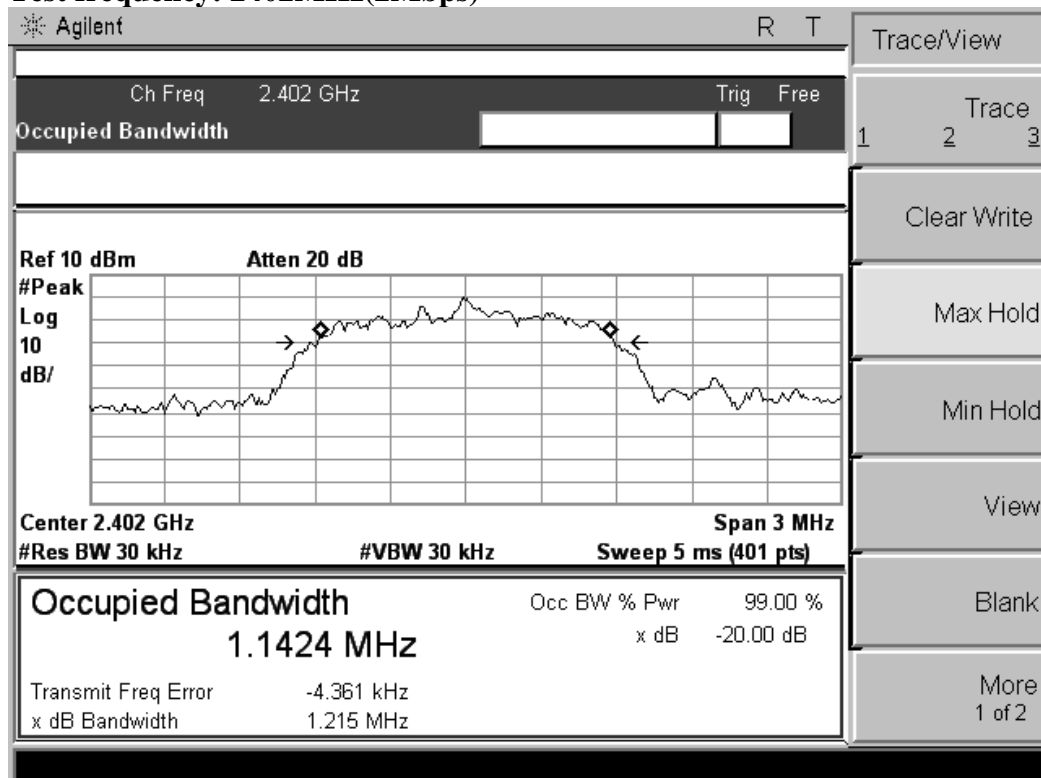 Test frequency: 2402MHz(2Mbps)
Agilent R T
Trace/View
Ch Freq 2.402 GHz Trig Free
Occupied Bandwidth
Trace
1 2 3
Clear Write
Ref 10 dBm Atten 20 dB
#Peak
Log
10
dB/
Max Hold
Min Hold
View
Center 2.402 GHz Span 3 MHz
#Res BW 30 kHz #VBW 30 kHz Sweep 5 ms (401 pts)
Occupied Bandwidth Occ BW % Pwr 99.00 %
1.1424 MHz x dB -20.00 dB
Blank
Transmit Freq Error -4.361 kHz
x dB Bandwidth 1.215 MHz
More
1 of 2